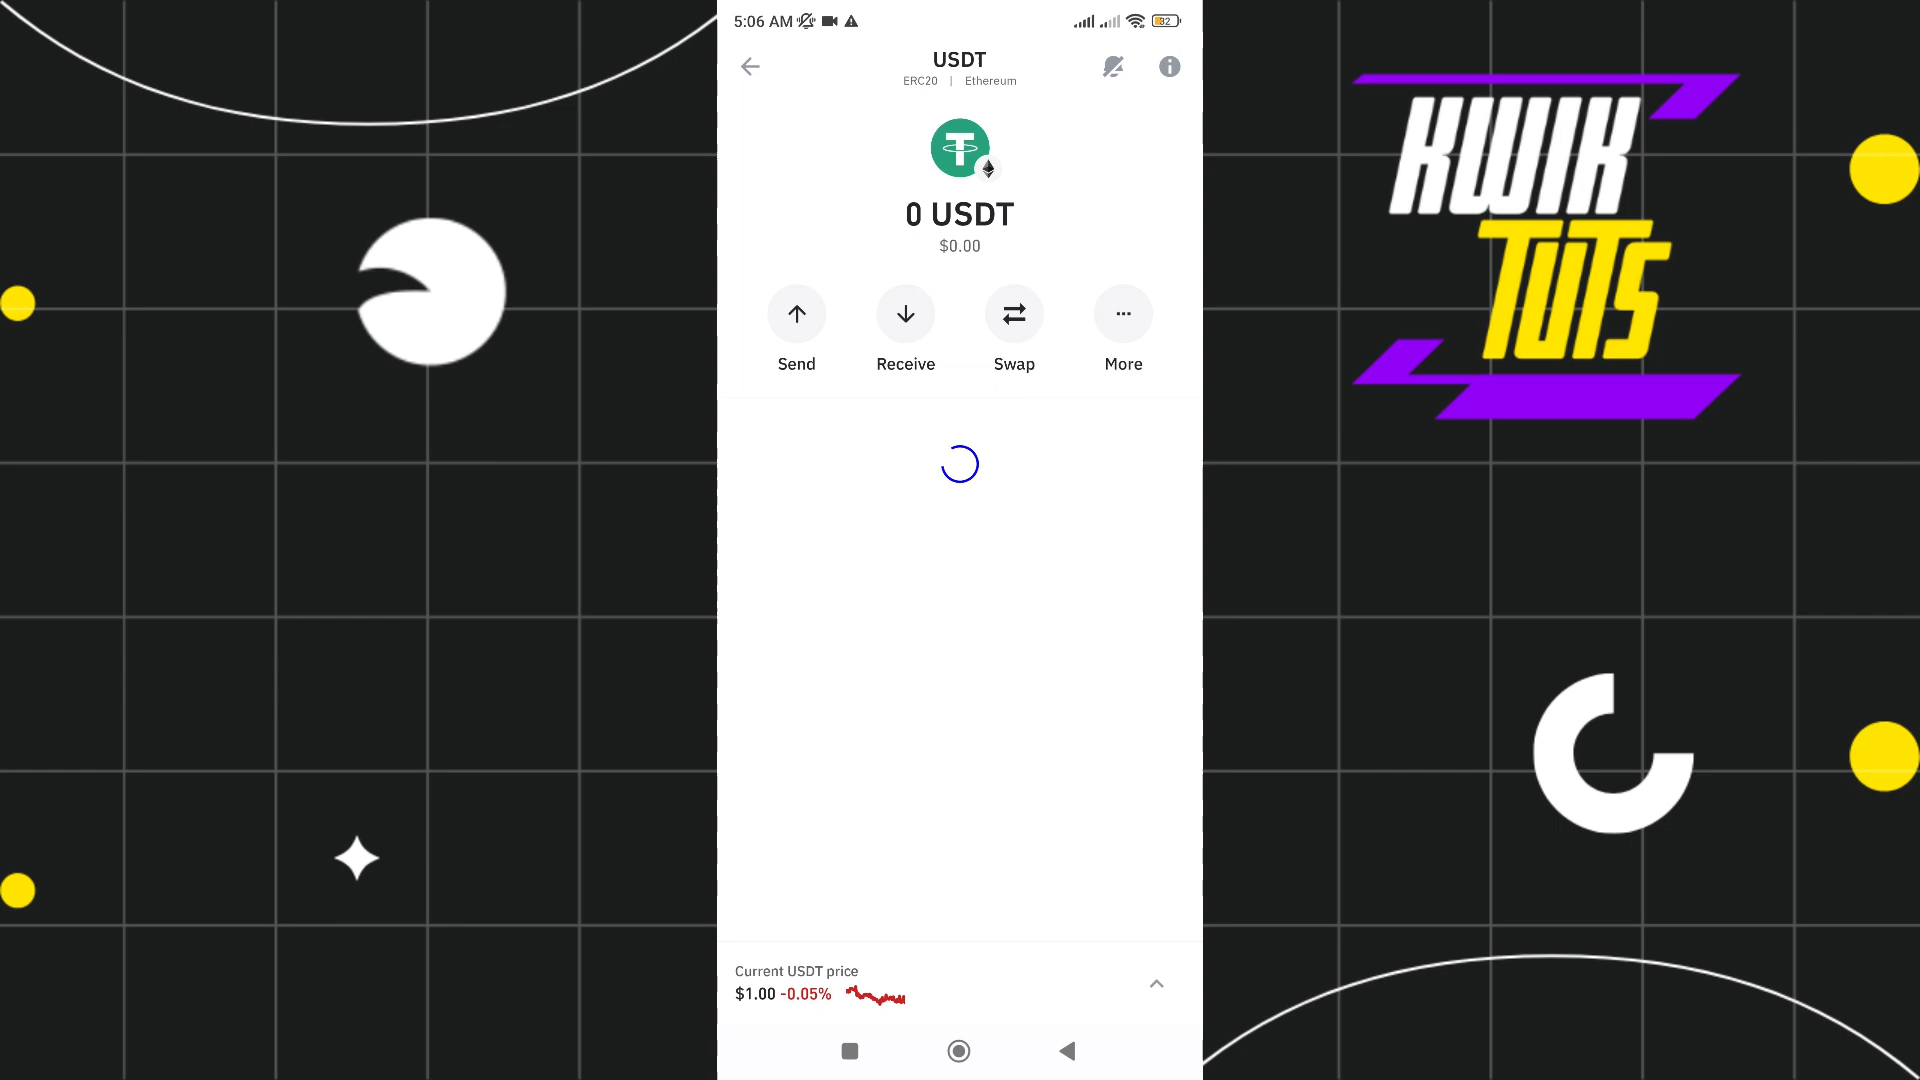 5:06 AM
32
USDT
ERC20 | Ethereum
0 USDT
$0.00
Send
Receive
Swap
More
Current USDT price
$1.00 -0.05%
KWIK
TUTS